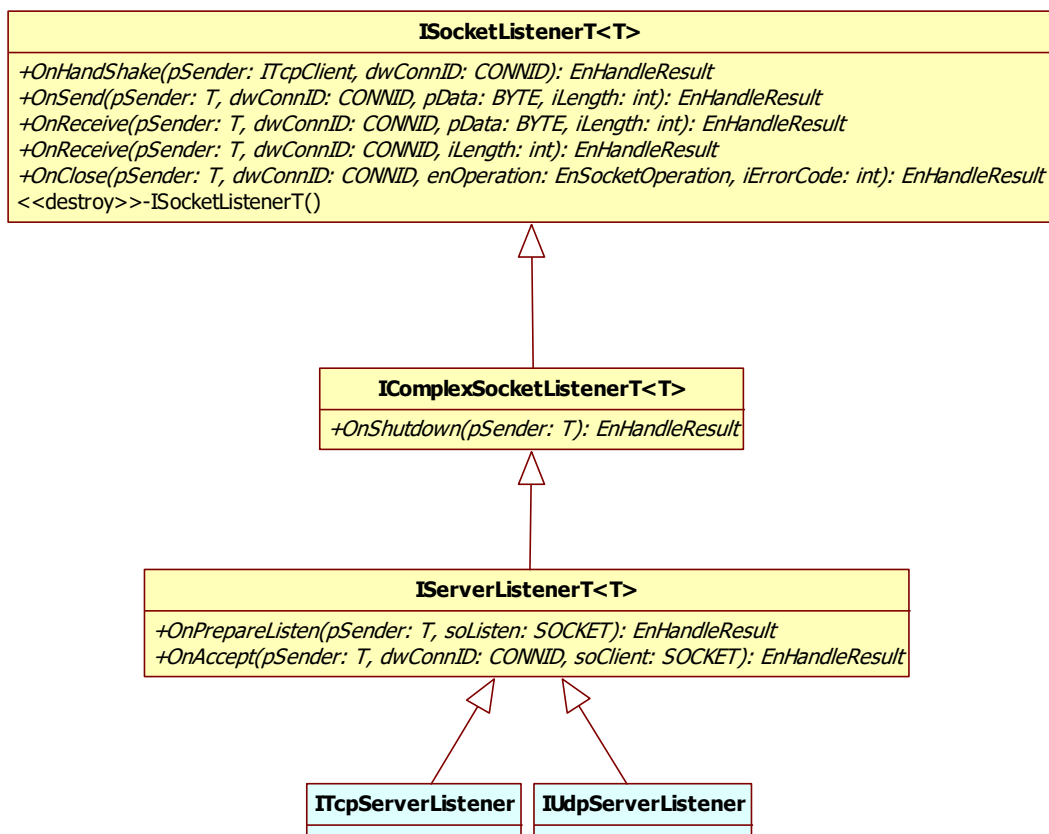 ISocketListenerT<T>
+OnHandShake(pSender: ITcpClient, dwConnID: CONNID): EnHandleResult
+OnSend(pSender: T, dwConnID: CONNID, pData: BYTE, iLength: int): EnHandleResult
+OnReceive(pSender: T, dwConnID: CONNID, pData: BYTE, iLength: int): EnHandleResult
+OnReceive(pSender: T, dwConnID: CONNID, iLength: int): EnHandleResult
+OnClose(pSender: T, dwConnID: CONNID, enOperation: EnSocketOperation, iErrorCode: int): EnHandleResult
<<destroy>>-ISocketListenerT()
IComplexSocketListenerT<T>
+OnShutdown(pSender: T): EnHandleResult
IServerListenerT<T>
+OnPrepareListen(pSender: T, soListen: SOCKET): EnHandleResult
+OnAccept(pSender: T, dwConnID: CONNID, soClient: SOCKET): EnHandleResult
ITcpServerListener
IUdpServerListener